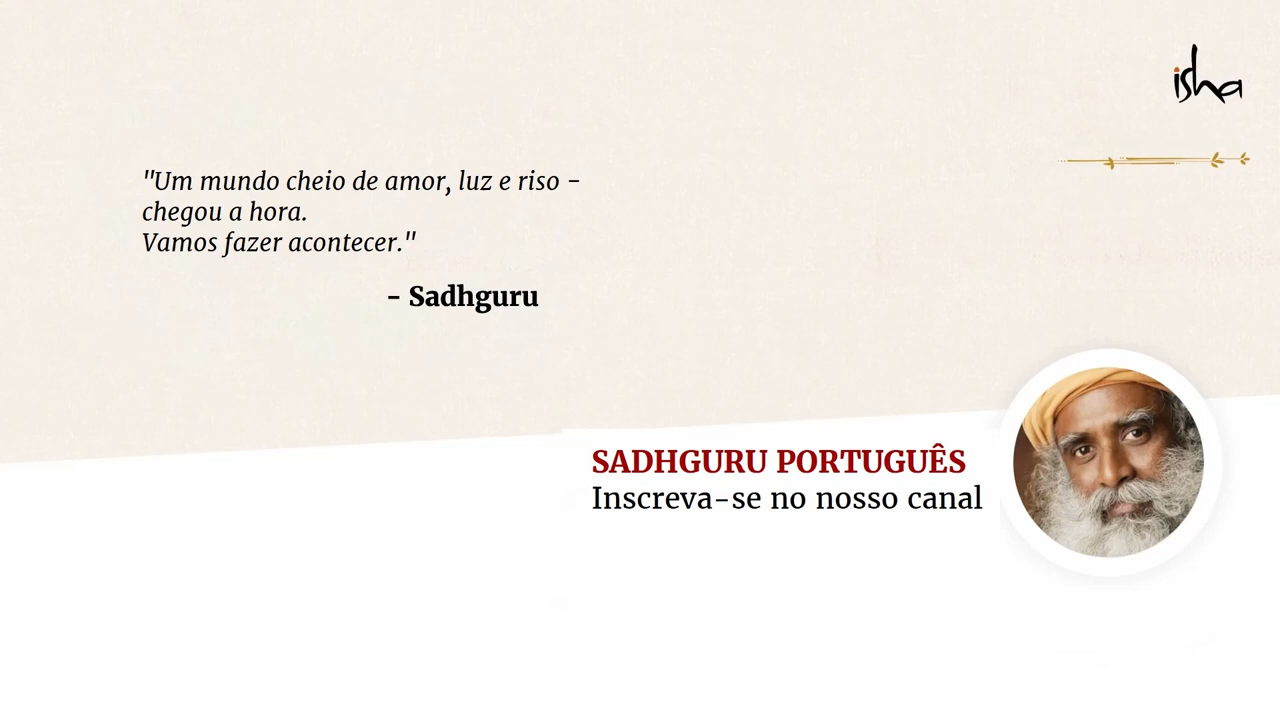 isha
"Um mundo cheio de amor, luz e riso -
chegou a hora.
Vamos fazer acontecer."
- Sadhguru
SADHGURU PORTUGUÊS
Inscreva-se no nosso canal